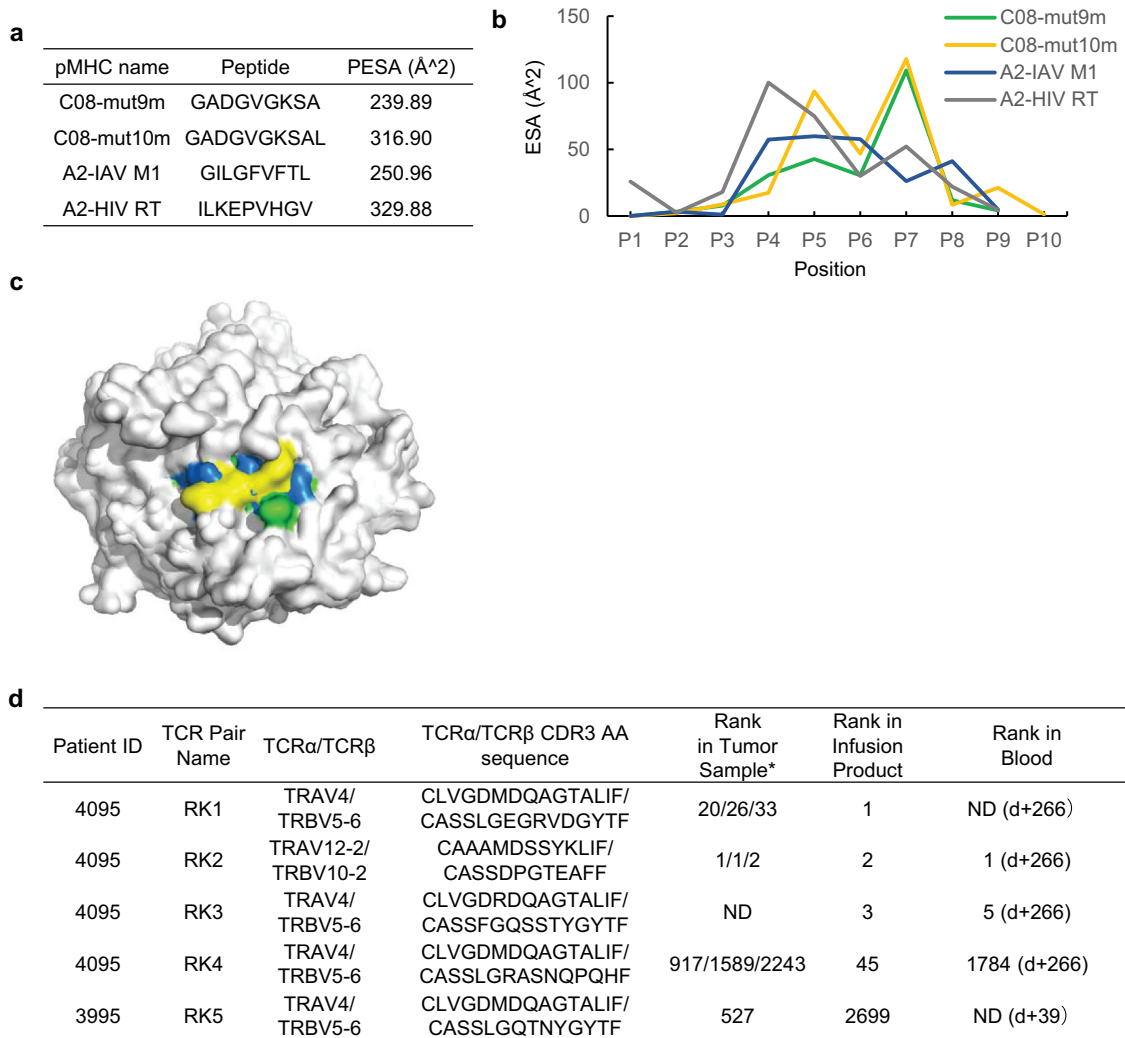 a
pMHC name Peptide PESA (Å^2)
C08-mut9m GADGVGKSA 239.89
C08-mut10m GADGVGKSAL 316.90
A2-IAV M1 GILGFVFTL 250.96
A2-HIV RT ILKEPVHGV 329.88
b
150
100
50
0
ESA (Å^2)
C08-mut9m
C08-mut10m
A2-IAV M1
A2-HIV RT
P1 P2 P3 P4 P5 P6 P7 P8 P9 P10
Position
c
d
Patient ID
TCR Pair
Name
TCRα/TCRβ
TCRα/TCRβ CDR3 AA
sequence
Rank
in Tumor
Sample*
Rank in
Infusion
Product
Rank in
Blood
4095 RK1
TRAV4/
TRBV5-6
CLVGDMDQAGTALIF/
CASSLGEGRVDGYTF
20/26/33 1 ND (d+266)
4095 RK2
TRAV12-2/
TRBV10-2
CAAAMDSSYKLIF/
CASSDPGTEAFF
1/1/2 2 1 (d+266)
4095 RK3
TRAV4/
TRBV5-6
CLVGDRDQAGTALIF/
CASSFGQSSTYGYTF
ND 3 5 (d+266)
4095 RK4
TRAV4/
TRBV5-6
CLVGDMDQAGTALIF/
CASSLGRASNQPQHF
917/1589/2243 45 1784 (d+266)
3995 RK5
TRAV4/
TRBV5-6
CLVGDMDQAGTALIF/
CASSLGQTNYGYTF
527 2699 ND (d+39)